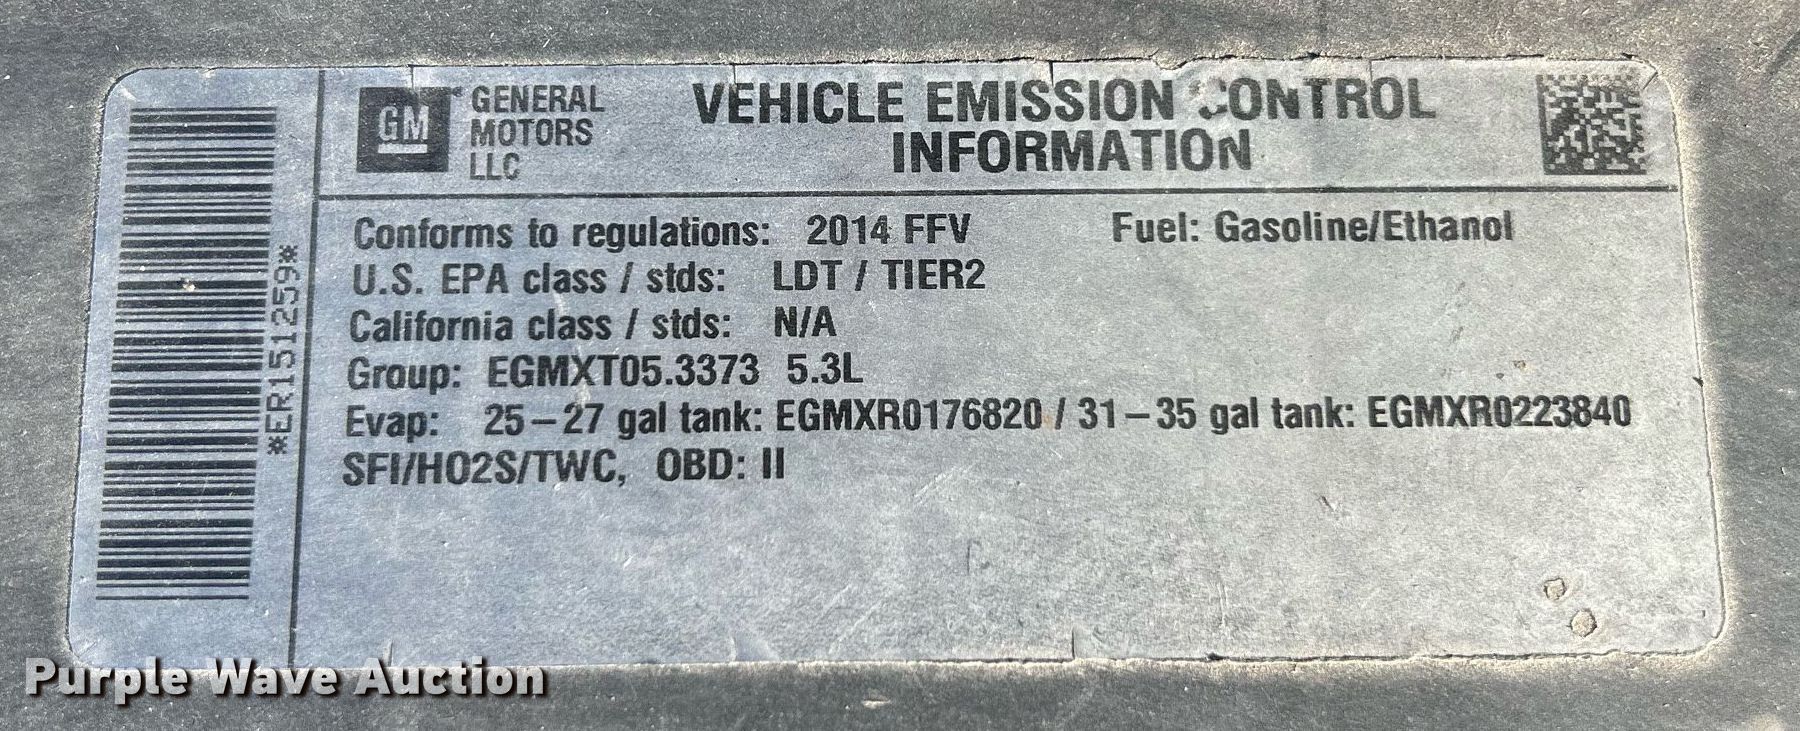 GM
GENERAL
MOTORS
LLC
VEHICLE EMISSION CONTROL
INFORMATION
Conforms to regulations: 2014 FFV Fuel: Gasoline/Ethanol
U.S. EPA class / stds: LDT / TIER2
California class / stds: N/A
Group: EGMXT05.3373 5.3L
Evap: 25–27 gal tank: EGMXR0176820 / 31–35 gal tank: EGMXR0223840
SFI/HO2S/TWC, OBD: II
*ER151259*
Purple Wave Auction